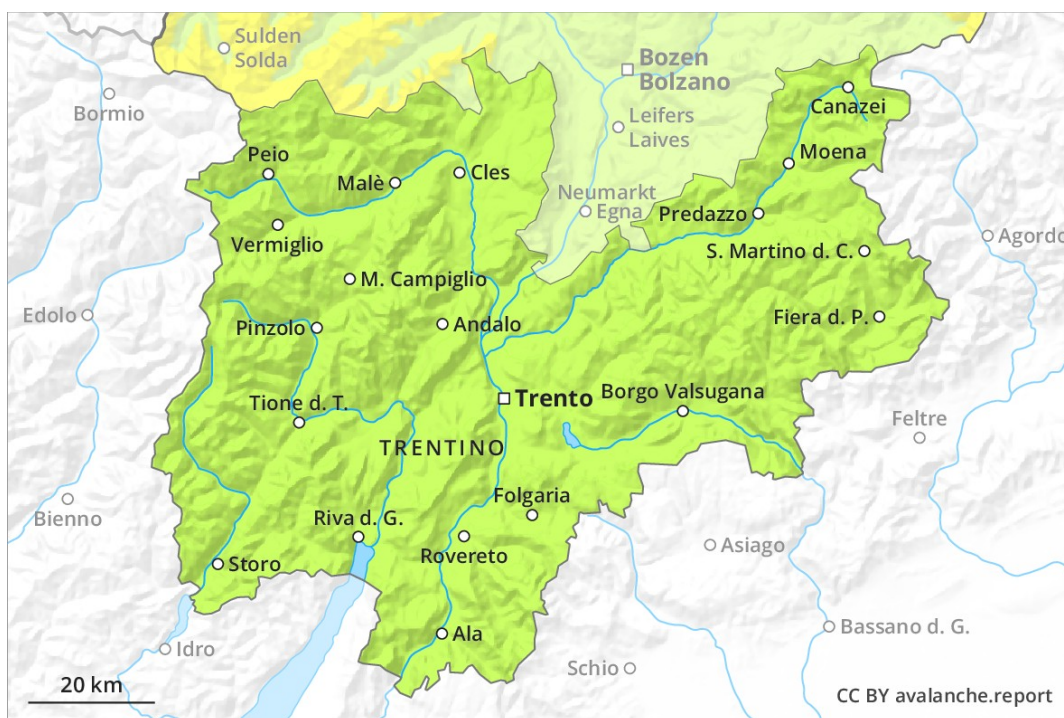 Sulden
Solda
Bozen
Bolzano
Bormio
Canazei
Leifers
Laives
Moena
Peio
Malè
Cles
Neumarkt
Egna
Predazzo
Vermiglio
S. Martino d. C.
Agordo
M. Campiglio
Edolo
Pinzolo
Andalo
Fiera d. P.
Trento
Borgo Valsugana
Tione d. T.
Feltre
TRENTINO
Bienno
Riva d. G.
Folgaria
Rovereto
Asiago
Storo
Idro
Ala
Bassano d. G.
Schio
20 km
CC BY avalanche.report